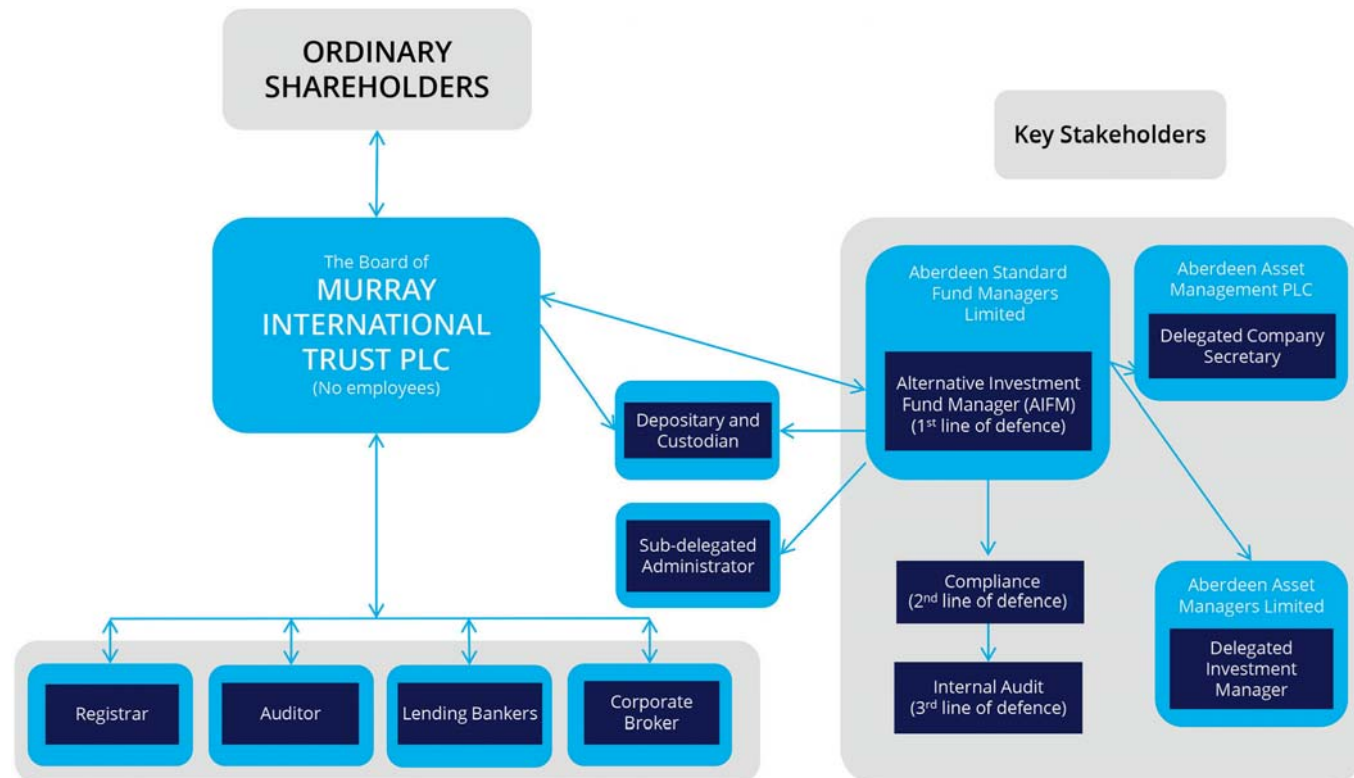 ORDINARY
SHAREHOLDERS
Key Stakeholders
The Board of
MURRAY
INTERNATIONAL
TRUST PLC
(No employees)
Aberdeen Standard
Fund Managers
Limited
Alternative Investment
Fund Manager (AIFM)
(1st line of defence)
Aberdeen Asset
Management PLC
Delegated Company
Secretary
Depositary and
Custodian
Sub-delegated
Administrator
Compliance
(2nd line of defence)
Internal Audit
(3rd line of defence)
Aberdeen Asset
Managers Limited
Delegated
Investment
Manager
Registrar
Auditor
Lending Bankers
Corporate
Broker